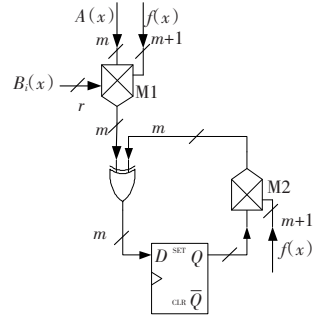 A(x) f(x)
m m+1
B_i(x) M1
r
m m
M2
m D SET Q m+1
f(x)
CLR Q̅